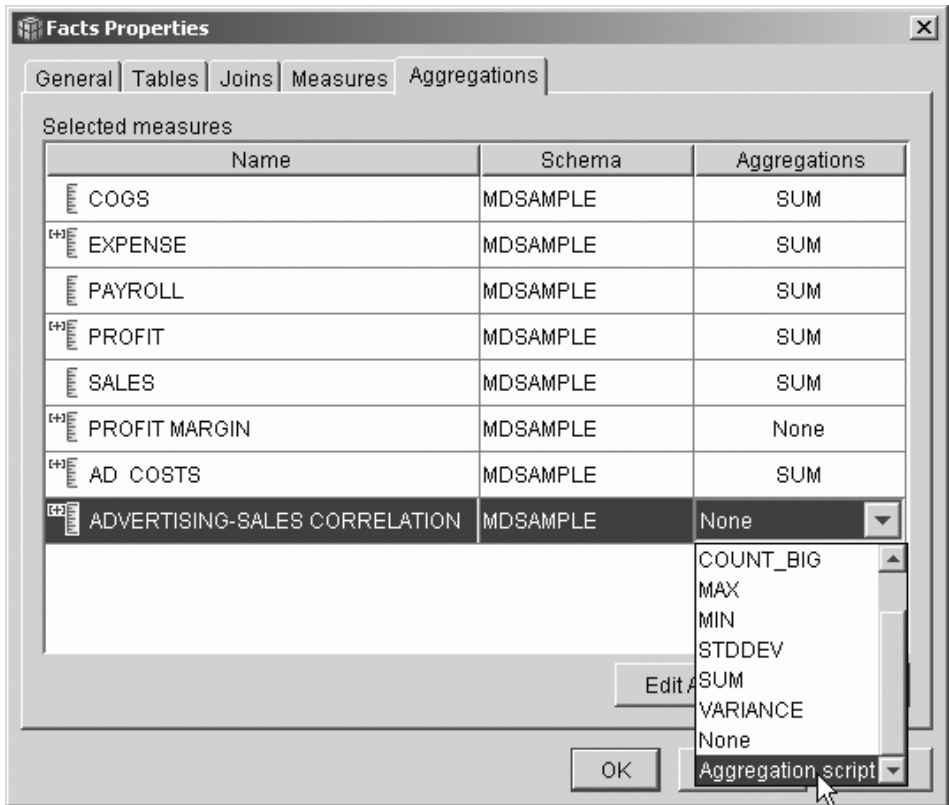 Facts Properties
General Tables Joins Measures Aggregations
Selected measures
Name Schema Aggregations
COGS MDSAMPLE SUM
EXPENSE MDSAMPLE SUM
PAYROLL MDSAMPLE SUM
PROFIT MDSAMPLE SUM
SALES MDSAMPLE SUM
PROFIT MARGIN MDSAMPLE None
AD COSTS MDSAMPLE SUM
ADVERTISING-SALES CORRELATION MDSAMPLE None
COUNT_BIG
MAX
MIN
STDDEV
SUM
VARIANCE
None
Aggregation script
Edit
OK